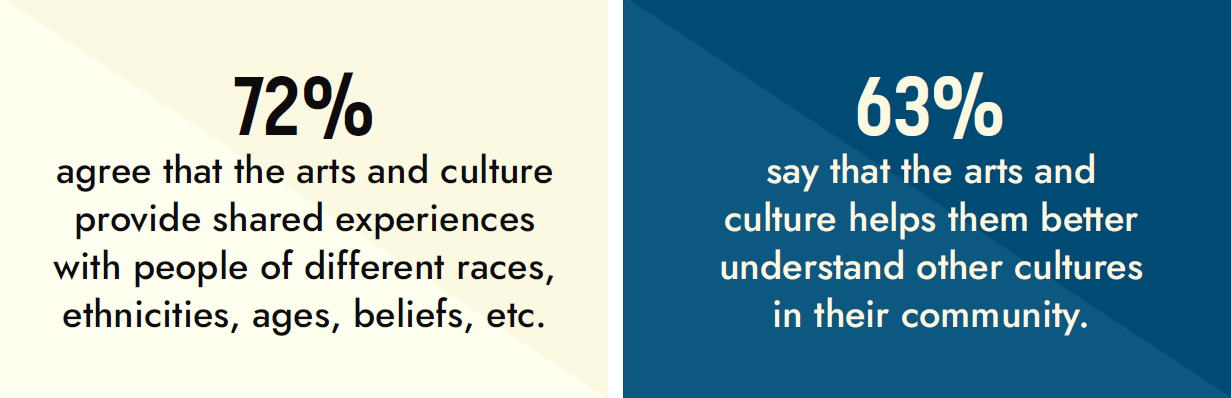 72%
agree that the arts and culture
provide shared experiences
with people of different races,
ethnicities, ages, beliefs, etc.
63%
say that the arts and
culture helps them better
understand other cultures
in their community.